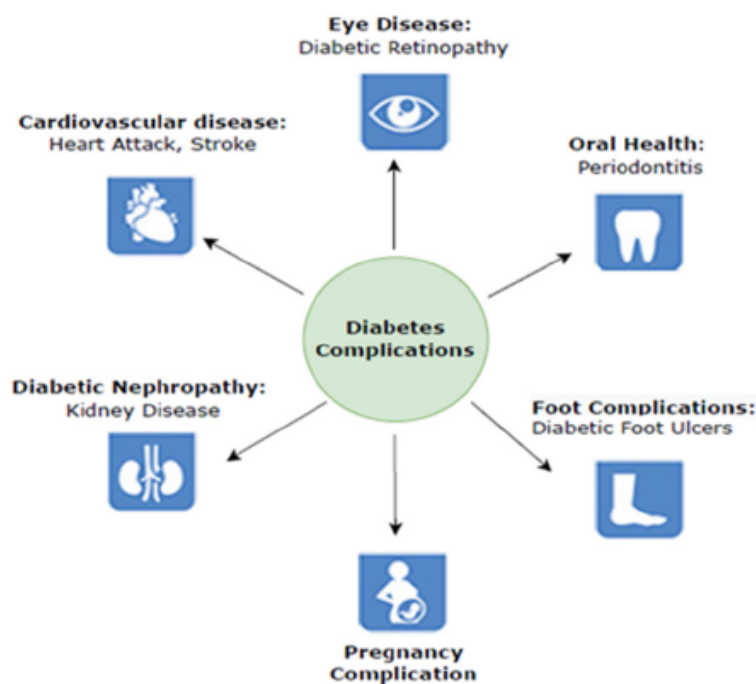 Eye Disease:
Diabetic Retinopathy
Cardiovascular disease:
Heart Attack, Stroke
Oral Health:
Periodontitis
Diabetes
Complications
Diabetic Nephropathy:
Kidney Disease
Foot Complications:
Diabetic Foot Ulcers
Pregnancy
Complication